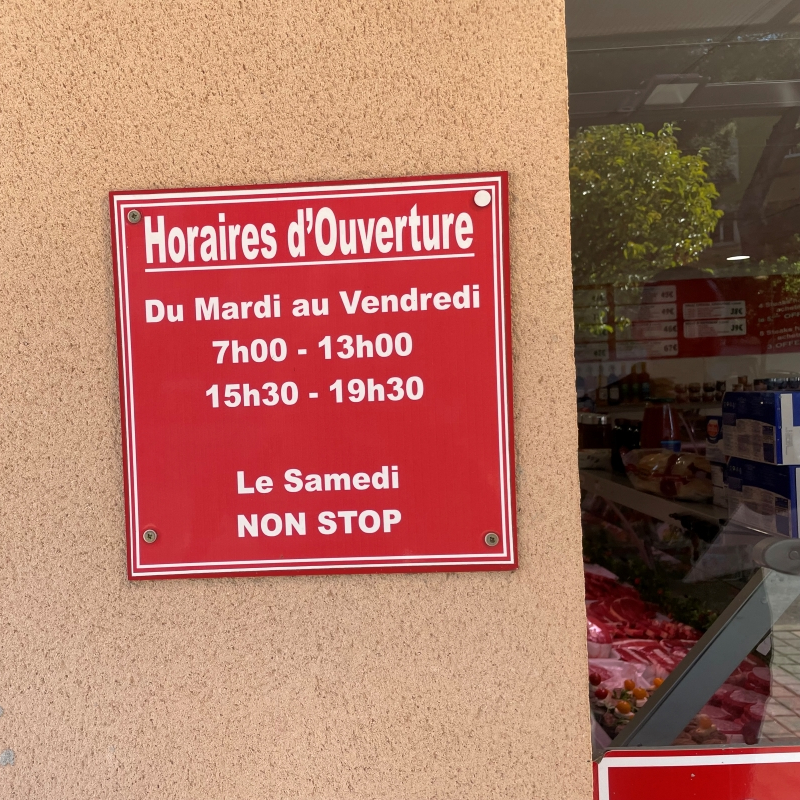 Horaires d'Ouverture
Du Mardi au Vendredi
7h00 - 13h00
15h30 - 19h30
Le Samedi
NON STOP